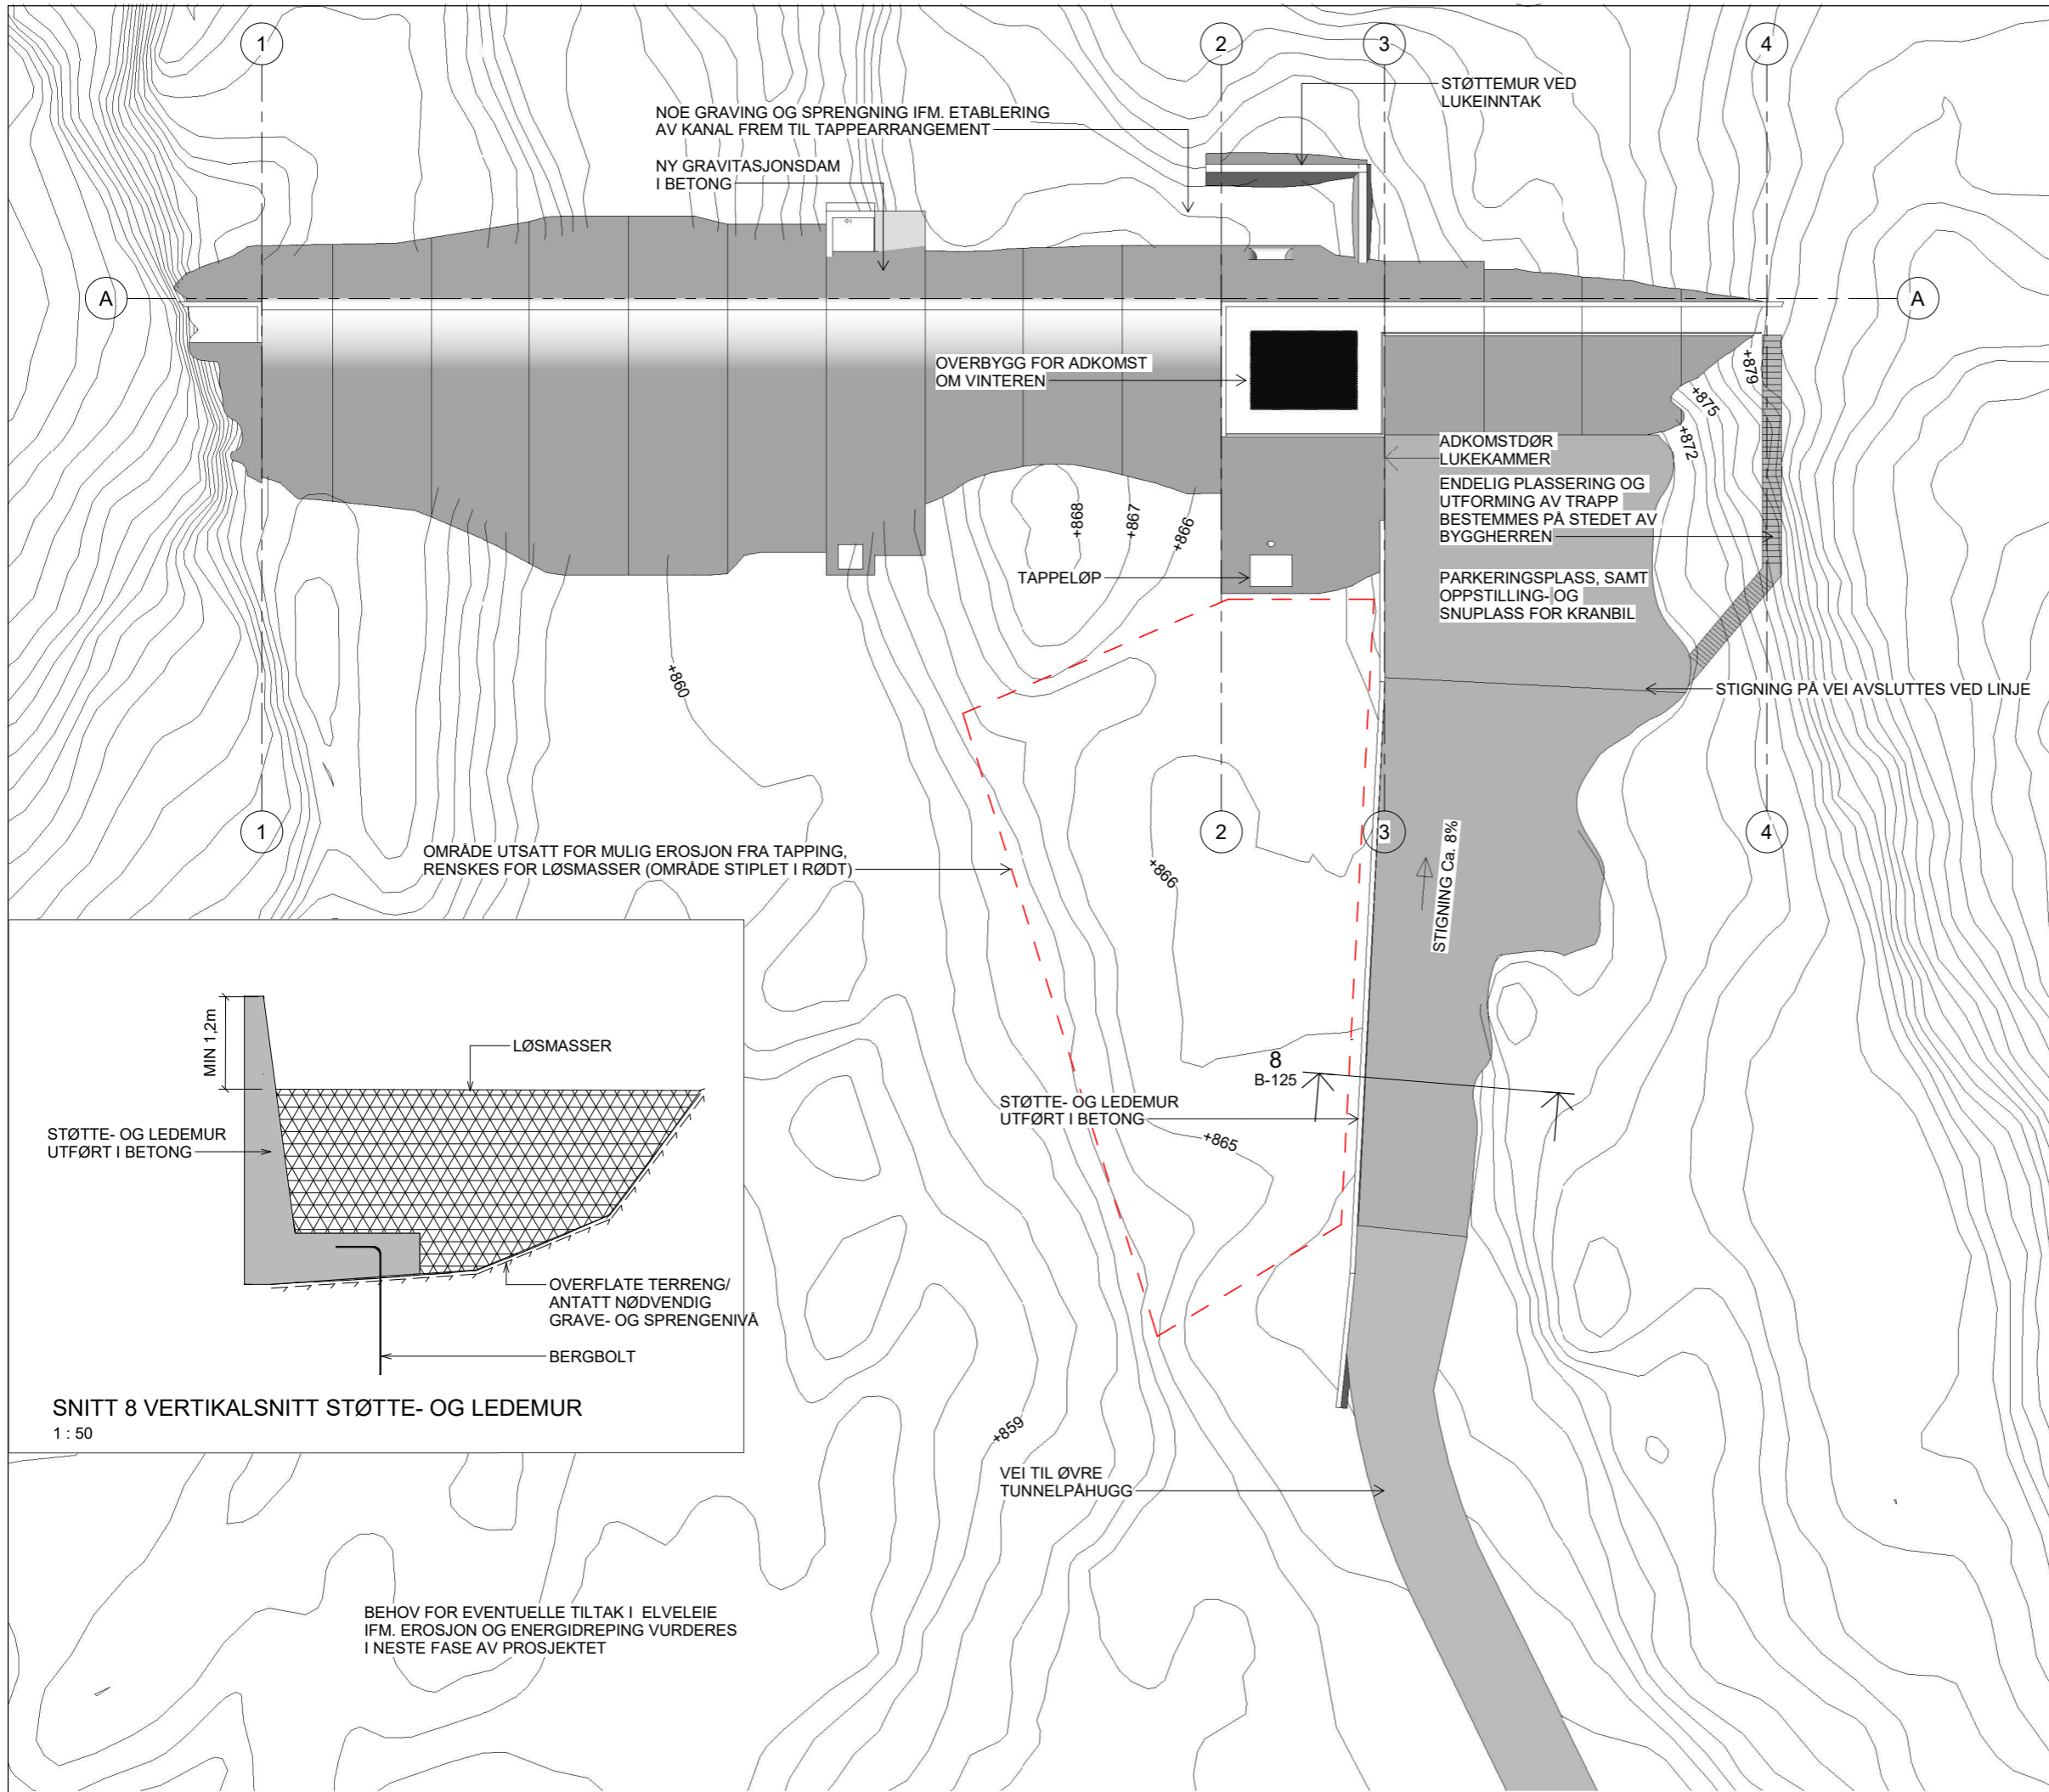 1
2
3
4
STØTTEMUR VED
LUKEINNTAK
NOE GRAVING OG SPRENGNING IFM. ETABLERING
AV KANAL FREM TIL TAPPEARRANGEMENT
NY GRAVITASJONSDAM
I BETONG
A
A
OVERBYGG FOR ADKOMST
OM VINTEREN
+879
+875
+872
ADKOMSTDØR
LUKEKAMMER
ENDELIG PLASSERING OG
UTFORMING AV TRAPP
BESTEMMES PÅ STEDET AV
BYGGHERREN
+868
+867
+866
TAPPELØP
PARKERINGSPLASS, SAMT
OPPSTILLING- OG
SNUPLASS FOR KRANBIL
+860
STIGNING PÅ VEI AVSLUTTES VED LINJE
1
2
3
4
OMRÅDE UTSATT FOR MULIG EROSJON FRA TAPPING,
RENSKES FOR LØSMASSER (OMRÅDE STIPLET I RØDT)
+866
STIGNING Ca. 8%
MIN 1,2m
LØSMASSER
8
B-125
STØTTE- OG LEDEMUR
UTFØRT I BETONG
STØTTE- OG LEDEMUR
UTFØRT I BETONG
+865
OVERFLATE TERRENG/
ANTATT NØDVENDIG
GRAVE- OG SPRENGENIVÅ
BERGBOLT
SNITT 8 VERTIKALSNITT STØTTE- OG LEDEMUR
1 : 50
+859
VEI TIL ØVRE
TUNNELPÅHUGG
BEHOV FOR EVENTUELLE TILTAK I ELVELEIE
IFM. EROSJON OG ENERGIDREPING VURDERES
I NESTE FASE AV PROSJEKTET